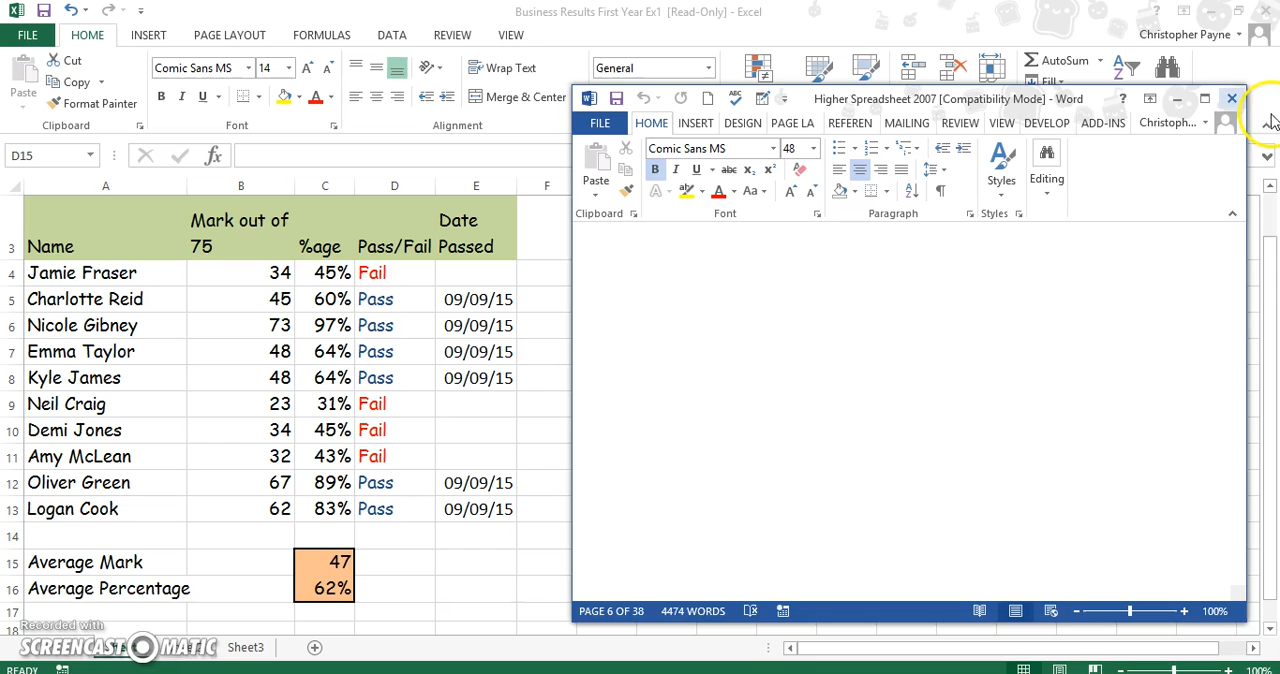 Business Results First Year Ex1 [Read-Only] - Excel
FILE HOME INSERT PAGE LAYOUT FORMULAS DATA REVIEW VIEW Christopher Payne
Paste
Cut
Copy
Format Painter
Clipboard
Comic Sans MS 14
B I U
Font
Wrap Text
Merge & Center
Alignment
General
AutoSum
Fill
D15
A B C D E F
3 Name Mark out of 75 %age Pass/Fail Date Passed
4 Jamie Fraser 34 45% Fail
5 Charlotte Reid 45 60% Pass 09/09/15
6 Nicole Gibney 73 97% Pass 09/09/15
7 Emma Taylor 48 64% Pass 09/09/15
8 Kyle James 48 64% Pass 09/09/15
9 Neil Craig 23 31% Fail
10 Demi Jones 34 45% Fail
11 Amy McLean 32 43% Fail
12 Oliver Green 67 89% Pass 09/09/15
13 Logan Cook 62 83% Pass 09/09/15
14
15 Average Mark 47
16 Average Percentage 62%
17
18
Recorded with
SCREENCAST-O-MATIC
Sheet3
READY
100%
Higher Spreadsheet 2007 [Compatibility Mode] - Word
FILE HOME INSERT DESIGN PAGE LA REFEREN MAILING REVIEW VIEW DEVELOP ADD-INS Christoph...
Paste
Clipboard
Comic Sans MS 48
B I U abc x₂ x²
A A Aa A A
Font
Paragraph
Styles
Styles
Editing
PAGE 6 OF 38 4474 WORDS 100%